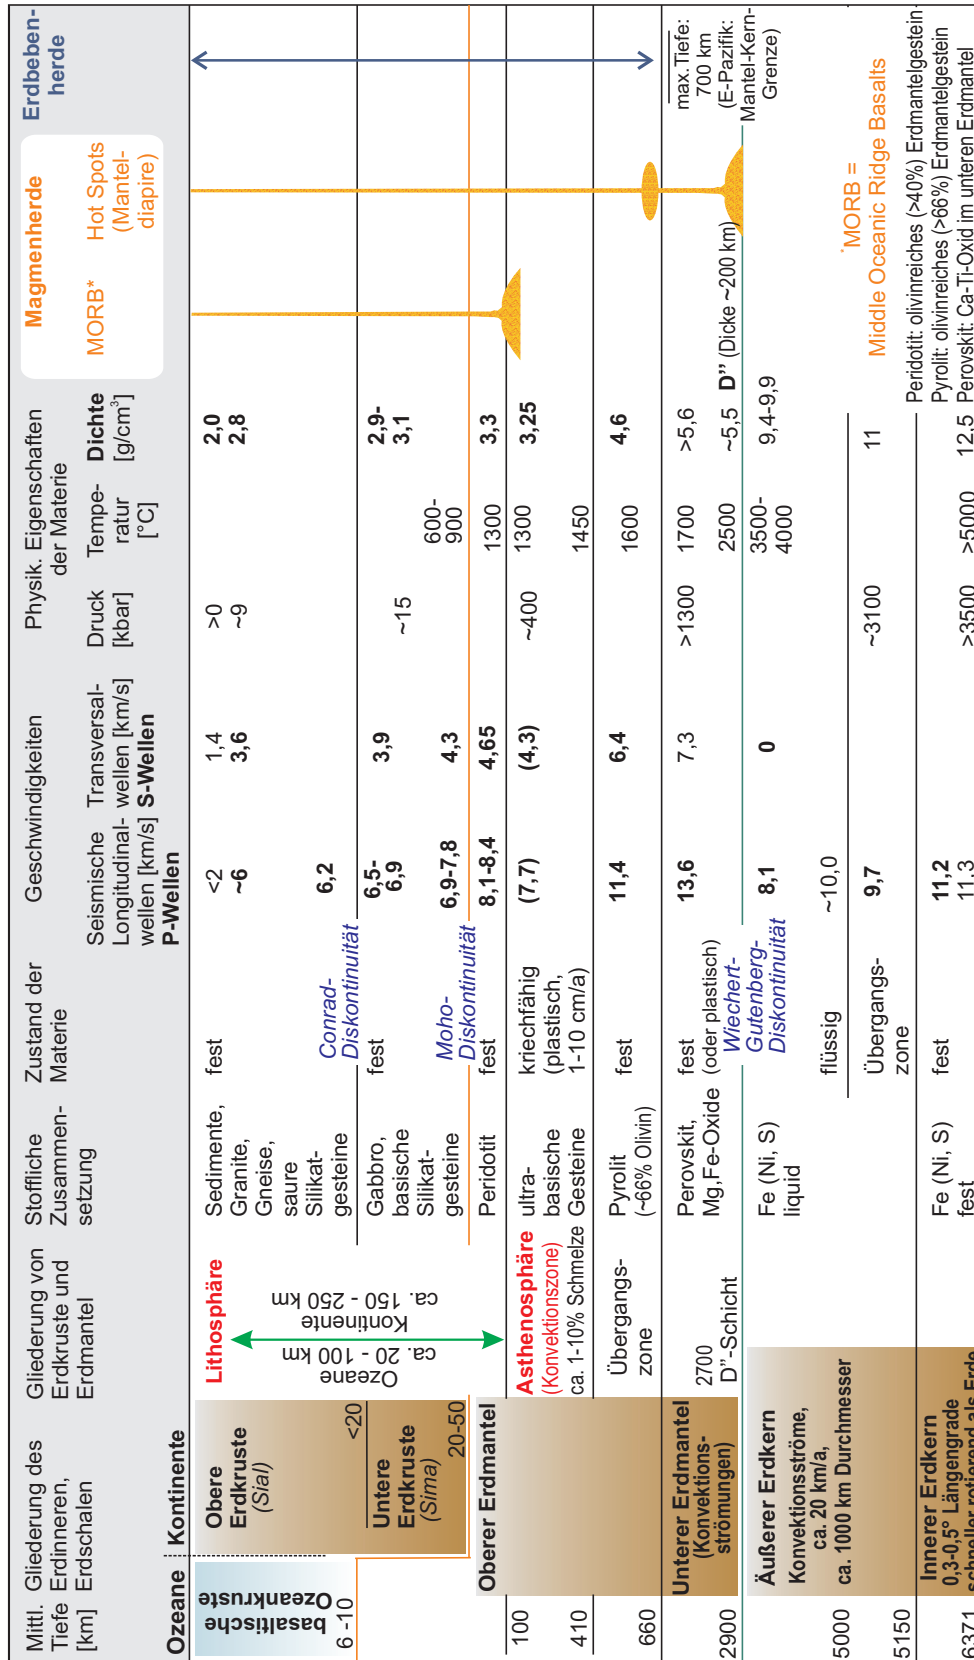 Mittl. Gliederung des
Tiefe Erdinneren,
[km] Erdschalen
Gliederung von
Erdkruste und
Erdmantel
Stoffliche
Zusammen-
setzung
Zustand der
Materie
Geschwindigkeiten
Seismische Transversal-
Longitudinal- wellen [km/s]
wellen [km/s] S-Wellen
P-Wellen
Physik. Eigenschaften
der Materie
Druck
[kbar]
Tempe-
ratur
[°C]
Dichte
[g/cm³]
Magmenherde
MORB*
Hot Spots
(Mantel-
diapire)
Erdbeben-
herde
Ozeane Kontinente
basaltische
Ozeankruste
6 -10
Obere
Erdkruste
(Sial)
<20
Untere
Erdkruste
(Sima)
20-50
Lithosphäre
Ozeane
ca. 20 - 100 km
Kontinente
ca. 150 - 250 km
Sedimente,
Granite,
Gneise,
saure
Silikat-
gesteine
fest
<2 1,4 >0 2,0
~6 3,6 ~9 2,8
6,2
Conrad-
Diskontinuität
Gabbro,
basische
Silikat-
gesteine
fest
6,5-
6,9
3,9
~15
2,9-
3,1
6,9-7,8 4,3
600-
900
Moho-
Diskontinuität
Peridotit fest 8,1-8,4 4,65 1300 3,3
Oberer Erdmantel
100
Asthenosphäre
(Konvektionszone)
ca. 1-10% Schmelze
ultra-
basische
Gesteine
kriechfähig
(plastisch,
1-10 cm/a)
(7,7) (4,3) ~400 1300 3,25
1450
410
Übergangs-
zone
Pyrolit
(~66% Olivin)
fest 11,4 6,4 1600 4,6
660
max.Tiefe:
700 km
(E-Pazifik:
Mantel-Kern-
Grenze)
Unterer Erdmantel
(Konvektions-
strömungen)
2700
D”-Schicht
Perovskit,
Mg,Fe-Oxide
fest
(oder plastisch)
13,6 7,3 >1300 1700 >5,6
2500 ~5,5 D” (Dicke ~200 km)
2900
Wiechert-
Gutenberg-
Diskontinuität
Äußerer Erdkern
Konvektionsströme,
ca. 20 km/a,
ca. 1000 km Durchmesser
Fe (Ni, S)
liquid
8,1 0
3500-
4000
9,4-9,9
flüssig
~10,0
5000
Übergangs-
zone
9,7 ~3100 11
*MORB =
Middle Oceanic Ridge Basalts
5150
Innerer Erdkern
0,3-0,5° Längengrade
schneller rotierend als Erde
Fe (Ni, S)
fest
fest
11,2
11.3
>3500 >5000 12.5
6371
Peridotit: olivinreiches (>40%) Erdmantelgestein
Pyrolit: olivinreiches (>66%) Erdmantelgestein
Perovskit: Ca-Ti-Oxid im unteren Erdmantel